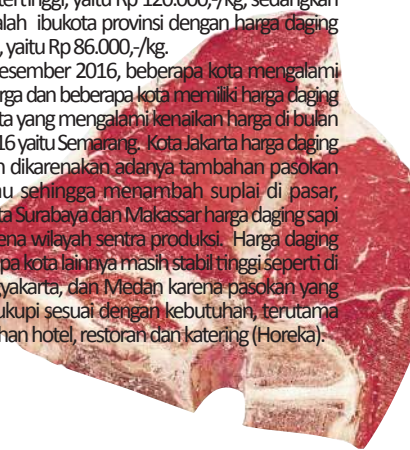 tertinggi, yaitu Rp 120.000,-/kg, sedangkan
alah ibukota provinsi dengan harga daging
, yaitu Rp 86.000,-/kg.
esember 2016, beberapa kota mengalami
rga dan beberapa kota memiliki harga daging
ta yang mengalami kenaikan harga di bulan
16 yaitu Semarang. Kota Jakarta harga daging
n dikarenakan adanya tambahan pasokan
au sehingga menambah suplai di pasar,
ta Surabaya dan Makassar harga daging sapi
ena wilayah sentra produksi. Harga daging
pa kota lainnya masih stabil tinggi seperti di
gyakarta, dan Medan karena pasokan yang
ukupi sesuai dengan kebutuhan, terutama
han hotel, restoran dan katering (Horeka).